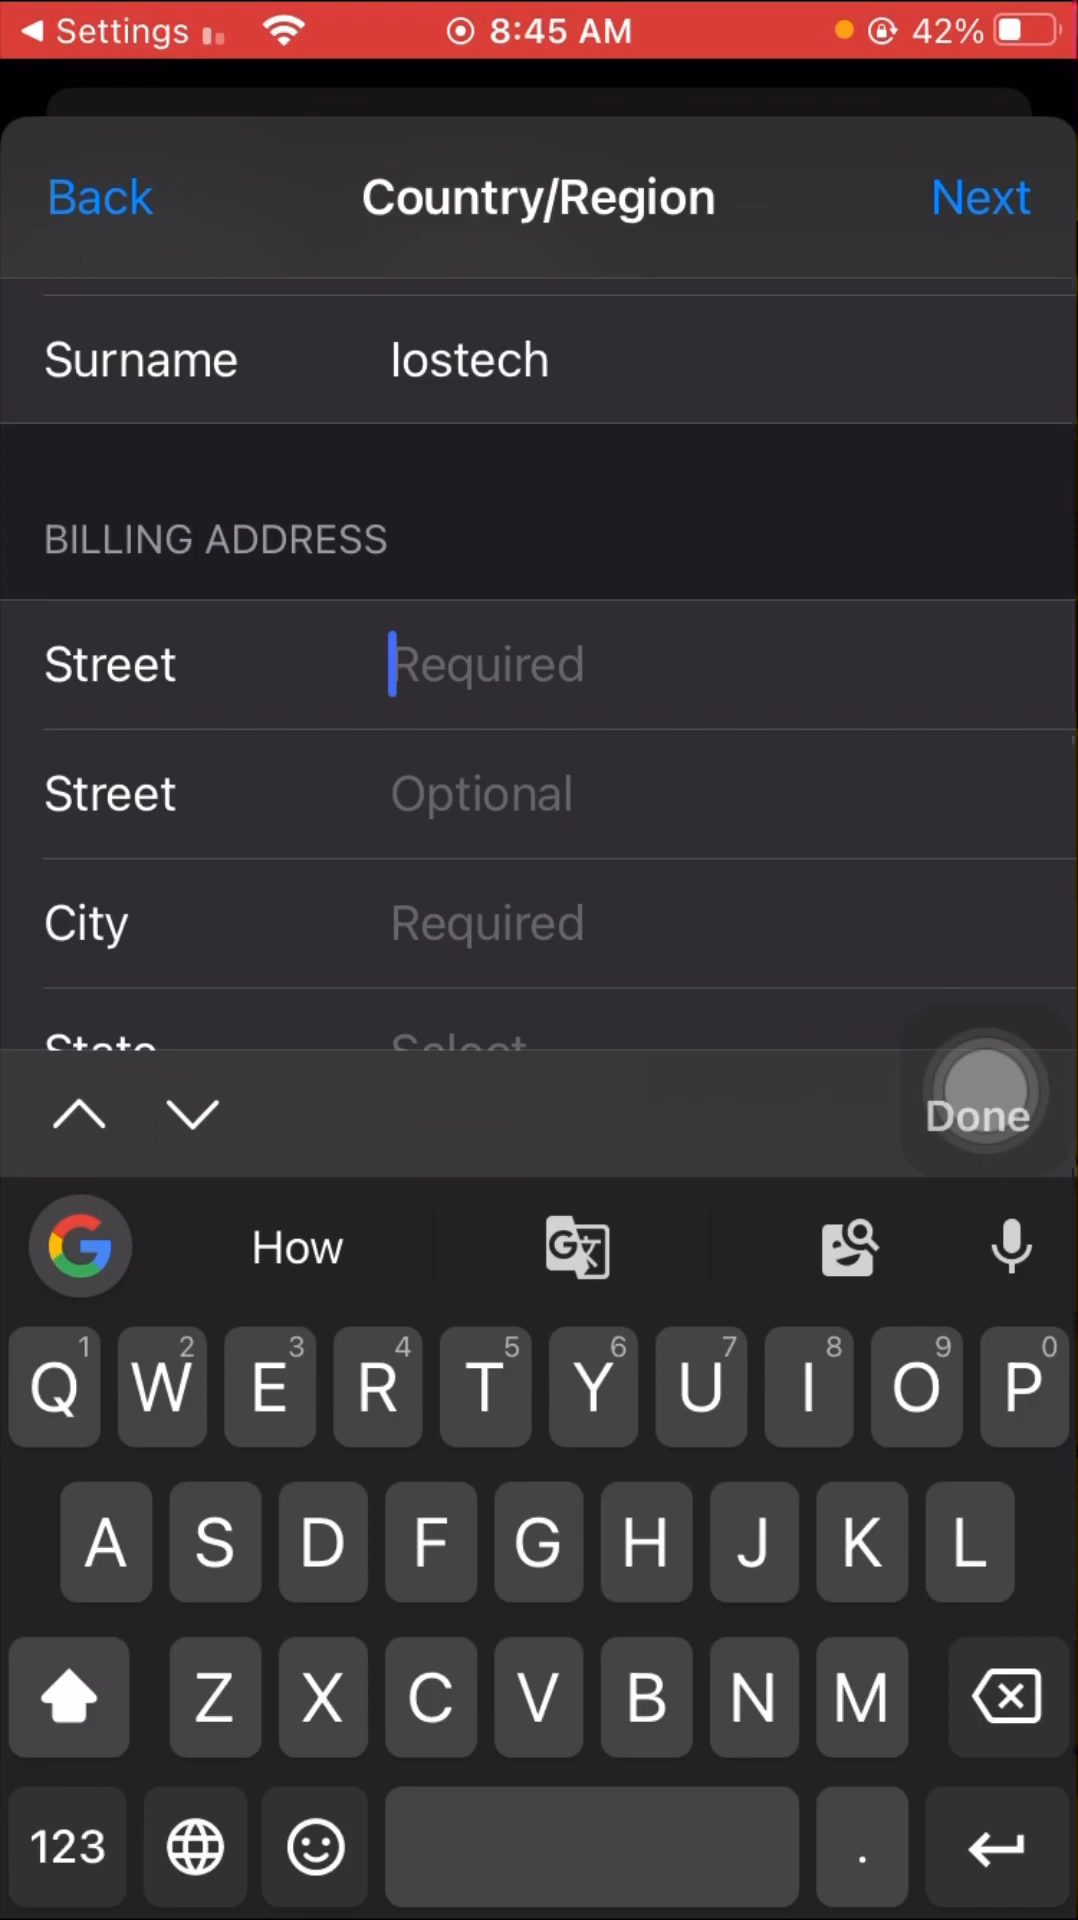 Settings 8:45 AM 42%
Back Country/Region Next
Surname Iostech
BILLING ADDRESS
Street Required
Street Optional
City Required
State Select
Done
G How G 文
1 2 3 4 5 6 7 8 9 0
Q W E R T Y U I O P
A S D F G H J K L
Z X C V B N M
123 .